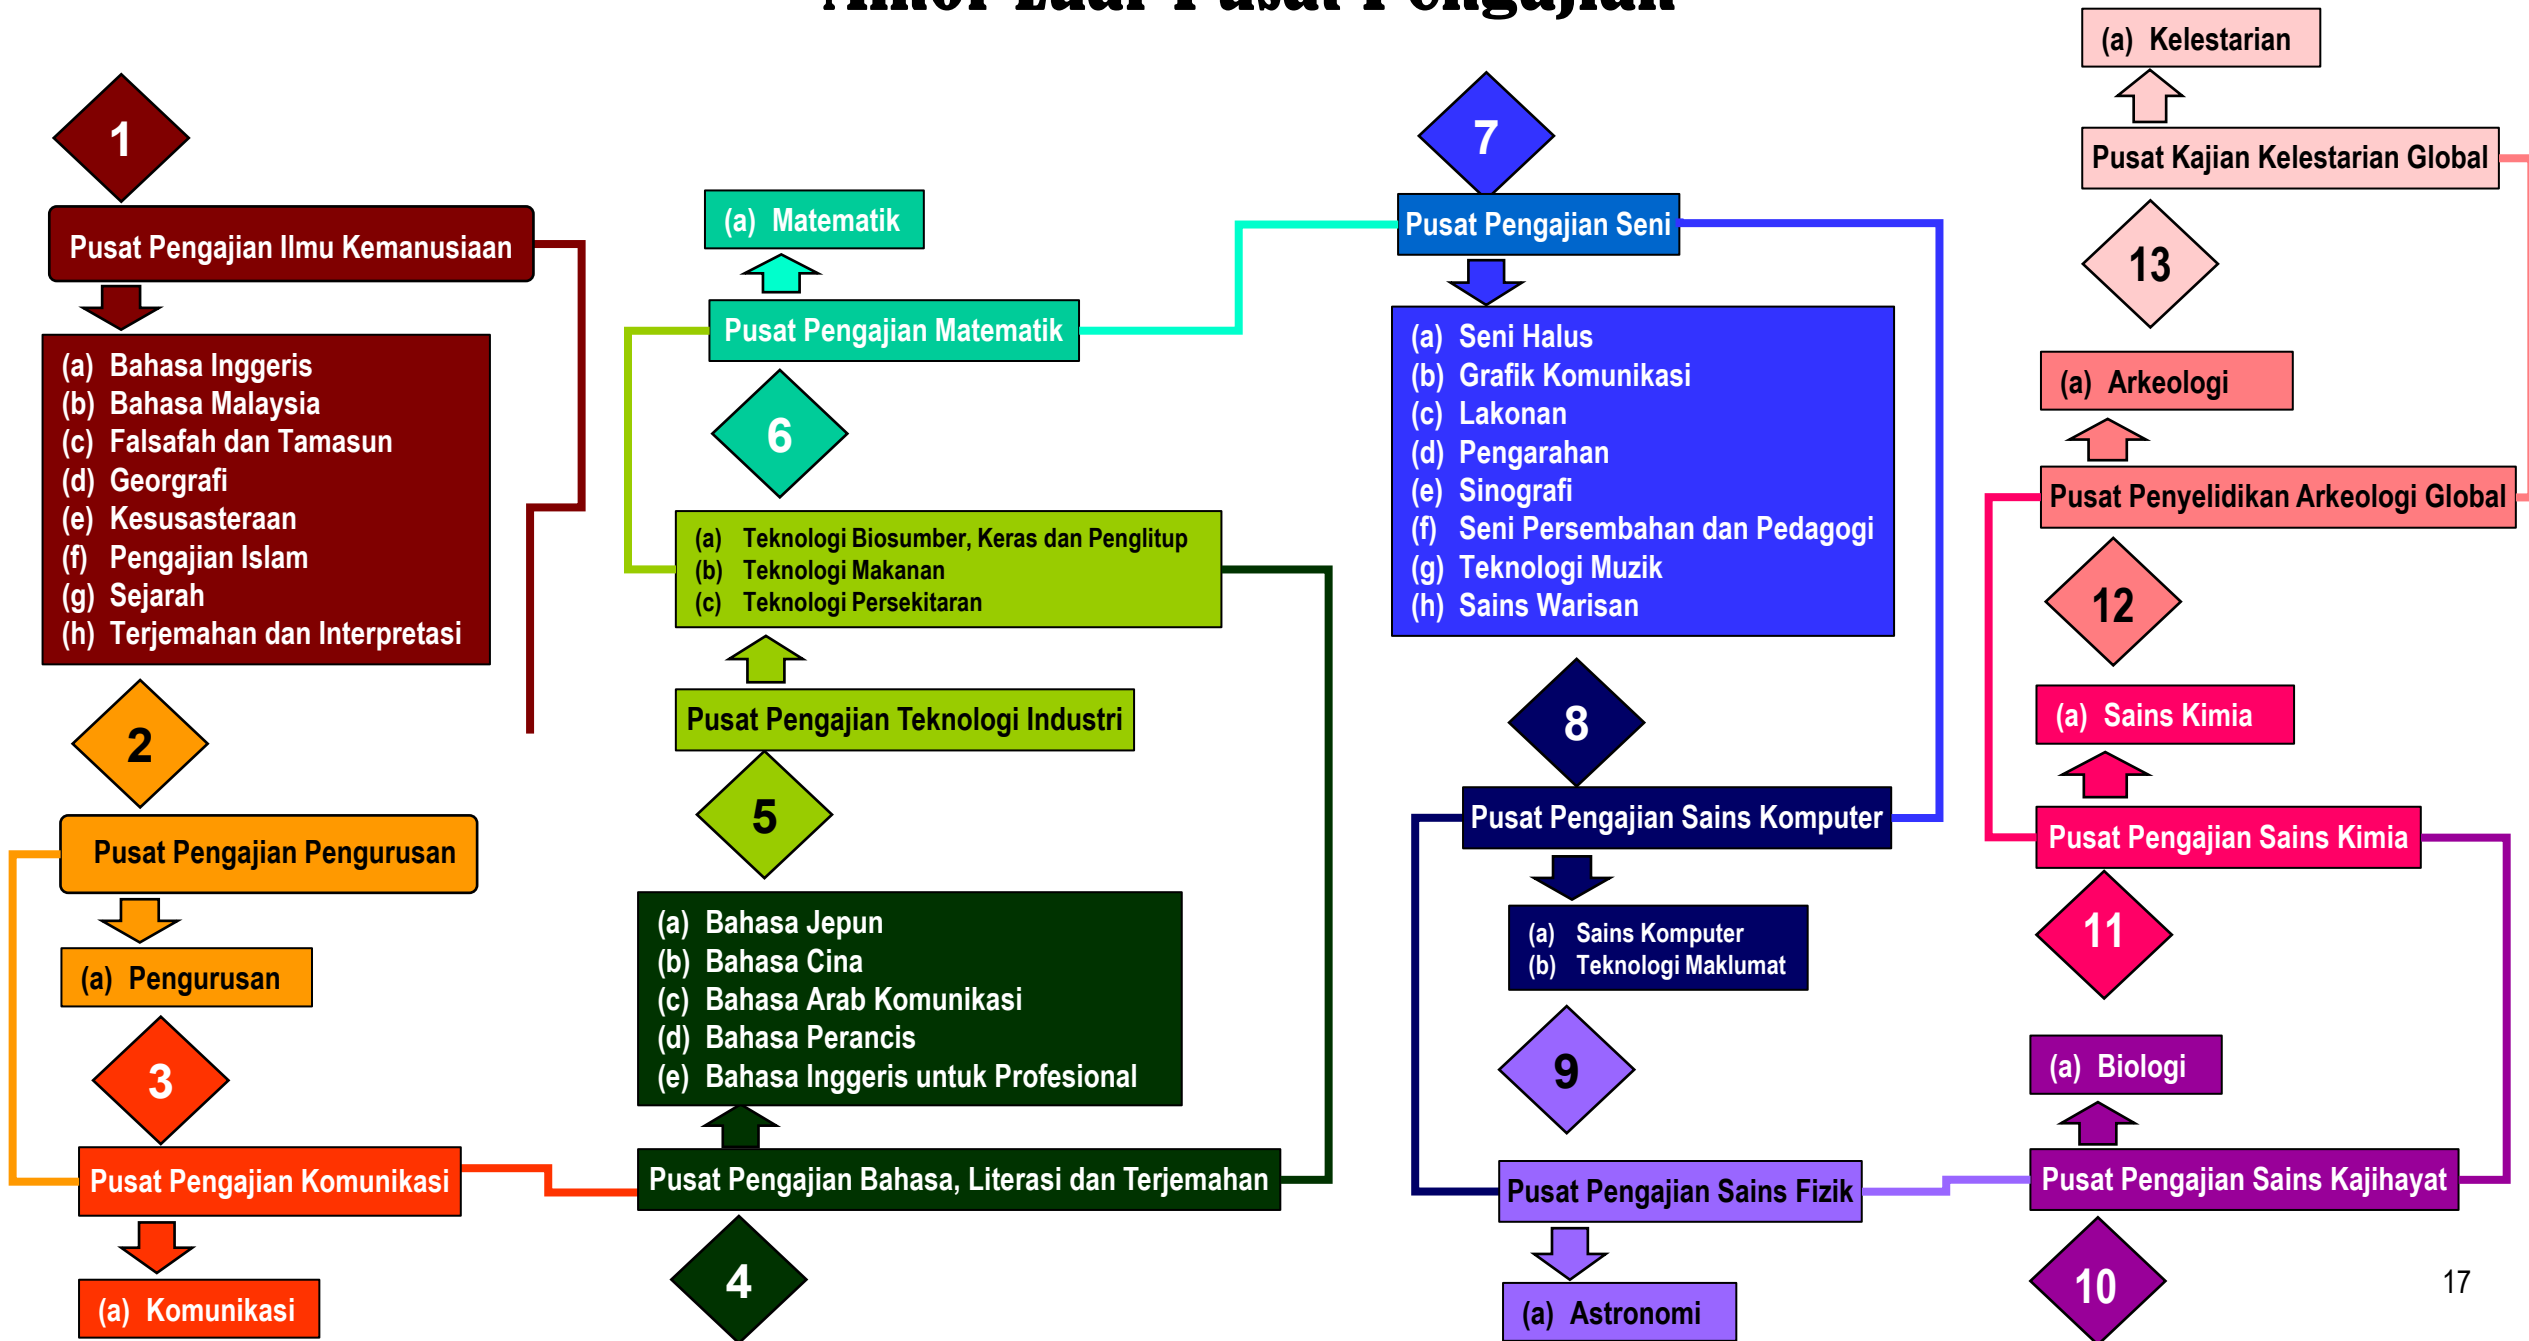 Minor Luar Pusat Pengajian
1
Pusat Pengajian Ilmu Kemanusiaan
(a) Bahasa Inggeris
(b) Bahasa Malaysia
(c) Falsafah dan Tamasun
(d) Georgrafi
(e) Kesusasteraan
(f) Pengajian Islam
(g) Sejarah
(h) Terjemahan dan Interpretasi
2
Pusat Pengajian Pengurusan
(a) Pengurusan
3
Pusat Pengajian Komunikasi
(a) Komunikasi
(a) Matematik
Pusat Pengajian Matematik
6
(a) Teknologi Biosumber, Keras dan Penglitup
(b) Teknologi Makanan
(c) Teknologi Persekitaran
Pusat Pengajian Teknologi Industri
5
(a) Bahasa Jepun
(b) Bahasa Cina
(c) Bahasa Arab Komunikasi
(d) Bahasa Perancis
(e) Bahasa Inggeris untuk Profesional
Pusat Pengajian Bahasa, Literasi dan Terjemahan
4
7
Pusat Pengajian Seni
(a) Seni Halus
(b) Grafik Komunikasi
(c) Lakonan
(d) Pengarahan
(e) Sinografi
(f) Seni Persembahan dan Pedagogi
(g) Teknologi Muzik
(h) Sains Warisan
8
Pusat Pengajian Sains Komputer
(a) Sains Komputer
(b) Teknologi Maklumat
9
Pusat Pengajian Sains Fizik
(a) Astronomi
(a) Kelestarian
Pusat Kajian Kelestarian Global
13
(a) Arkeologi
Pusat Penyelidikan Arkeologi Global
12
(a) Sains Kimia
Pusat Pengajian Sains Kimia
11
(a) Biologi
Pusat Pengajian Sains Kajihayat
10
17